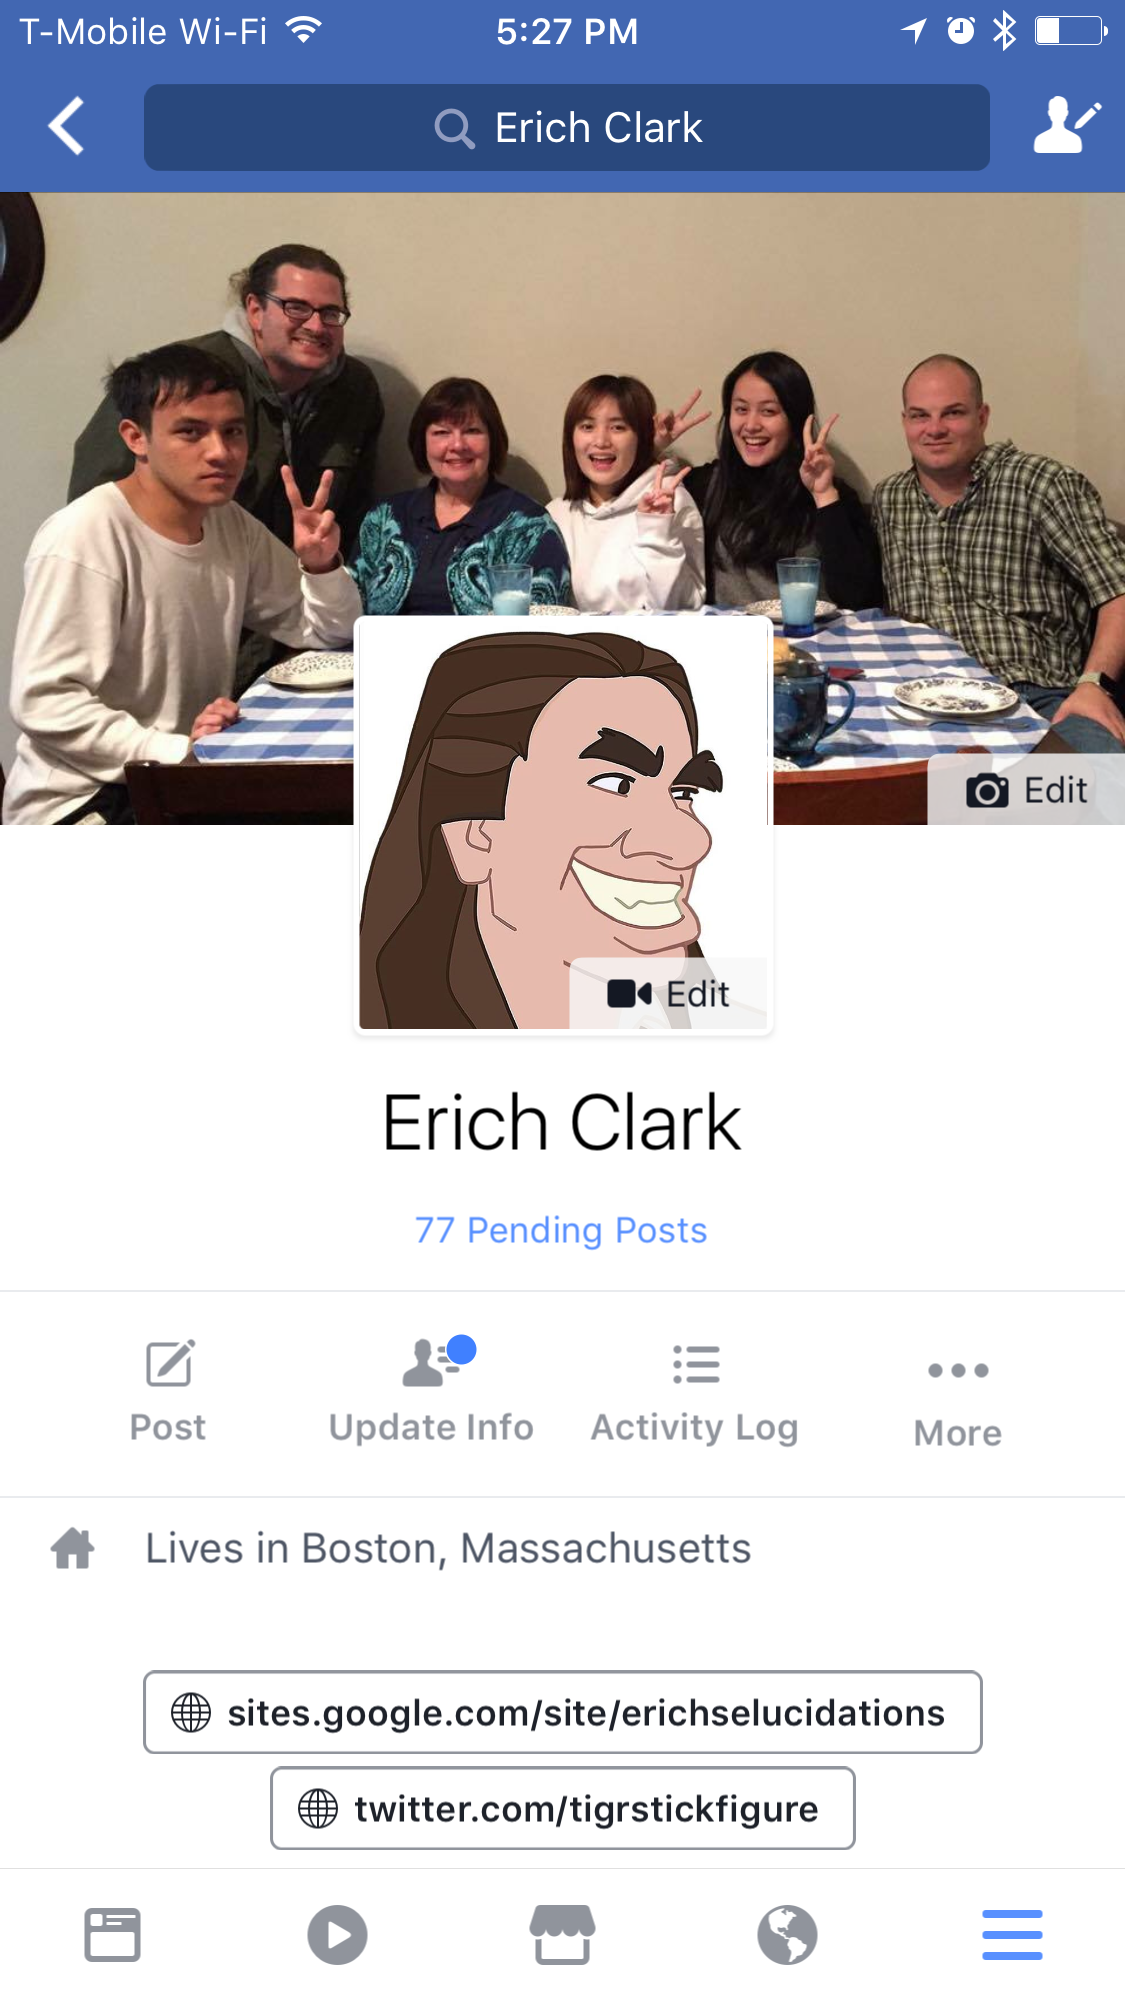 T-Mobile Wi-Fi 5:27 PM
Erich Clark
Edit
Edit
Erich Clark
77 Pending Posts
Post Update Info Activity Log More
Lives in Boston, Massachusetts
sites.google.com/site/erichselucidations
twitter.com/tigrstickfigure